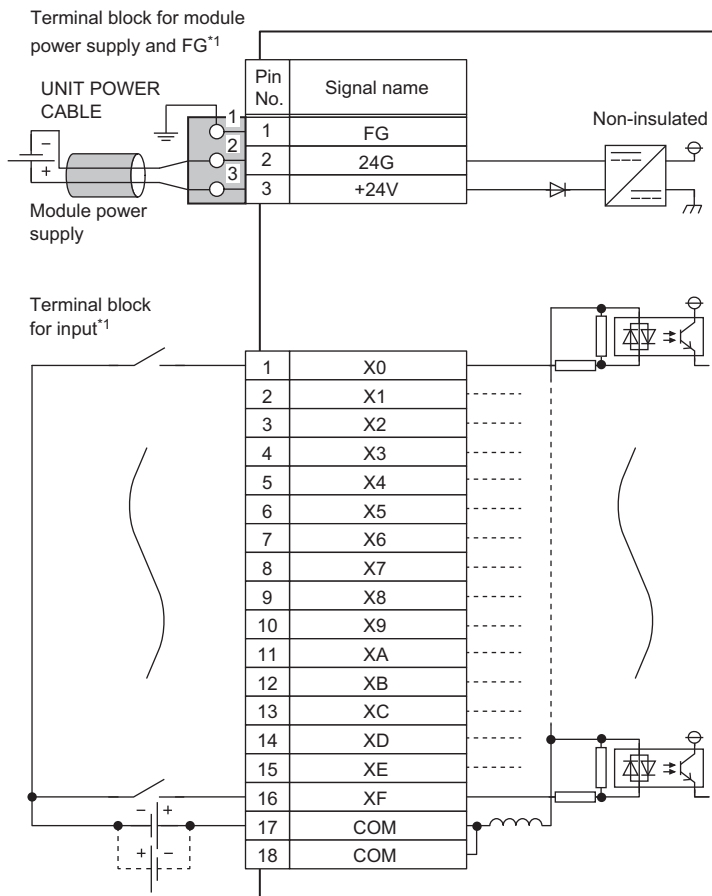 Terminal block for module
power supply and FG*1
UNIT POWER
CABLE
Module power
supply
Pin No. Signal name
1 FG
2 24G
3 +24V
1
2
3
−
+
Non-insulated
Terminal block
for input*1
1 X0
2 X1
3 X2
4 X3
5 X4
6 X5
7 X6
8 X7
9 X8
10 X9
11 XA
12 XB
13 XC
14 XD
15 XE
16 XF
17 COM
18 COM
− +
+ −